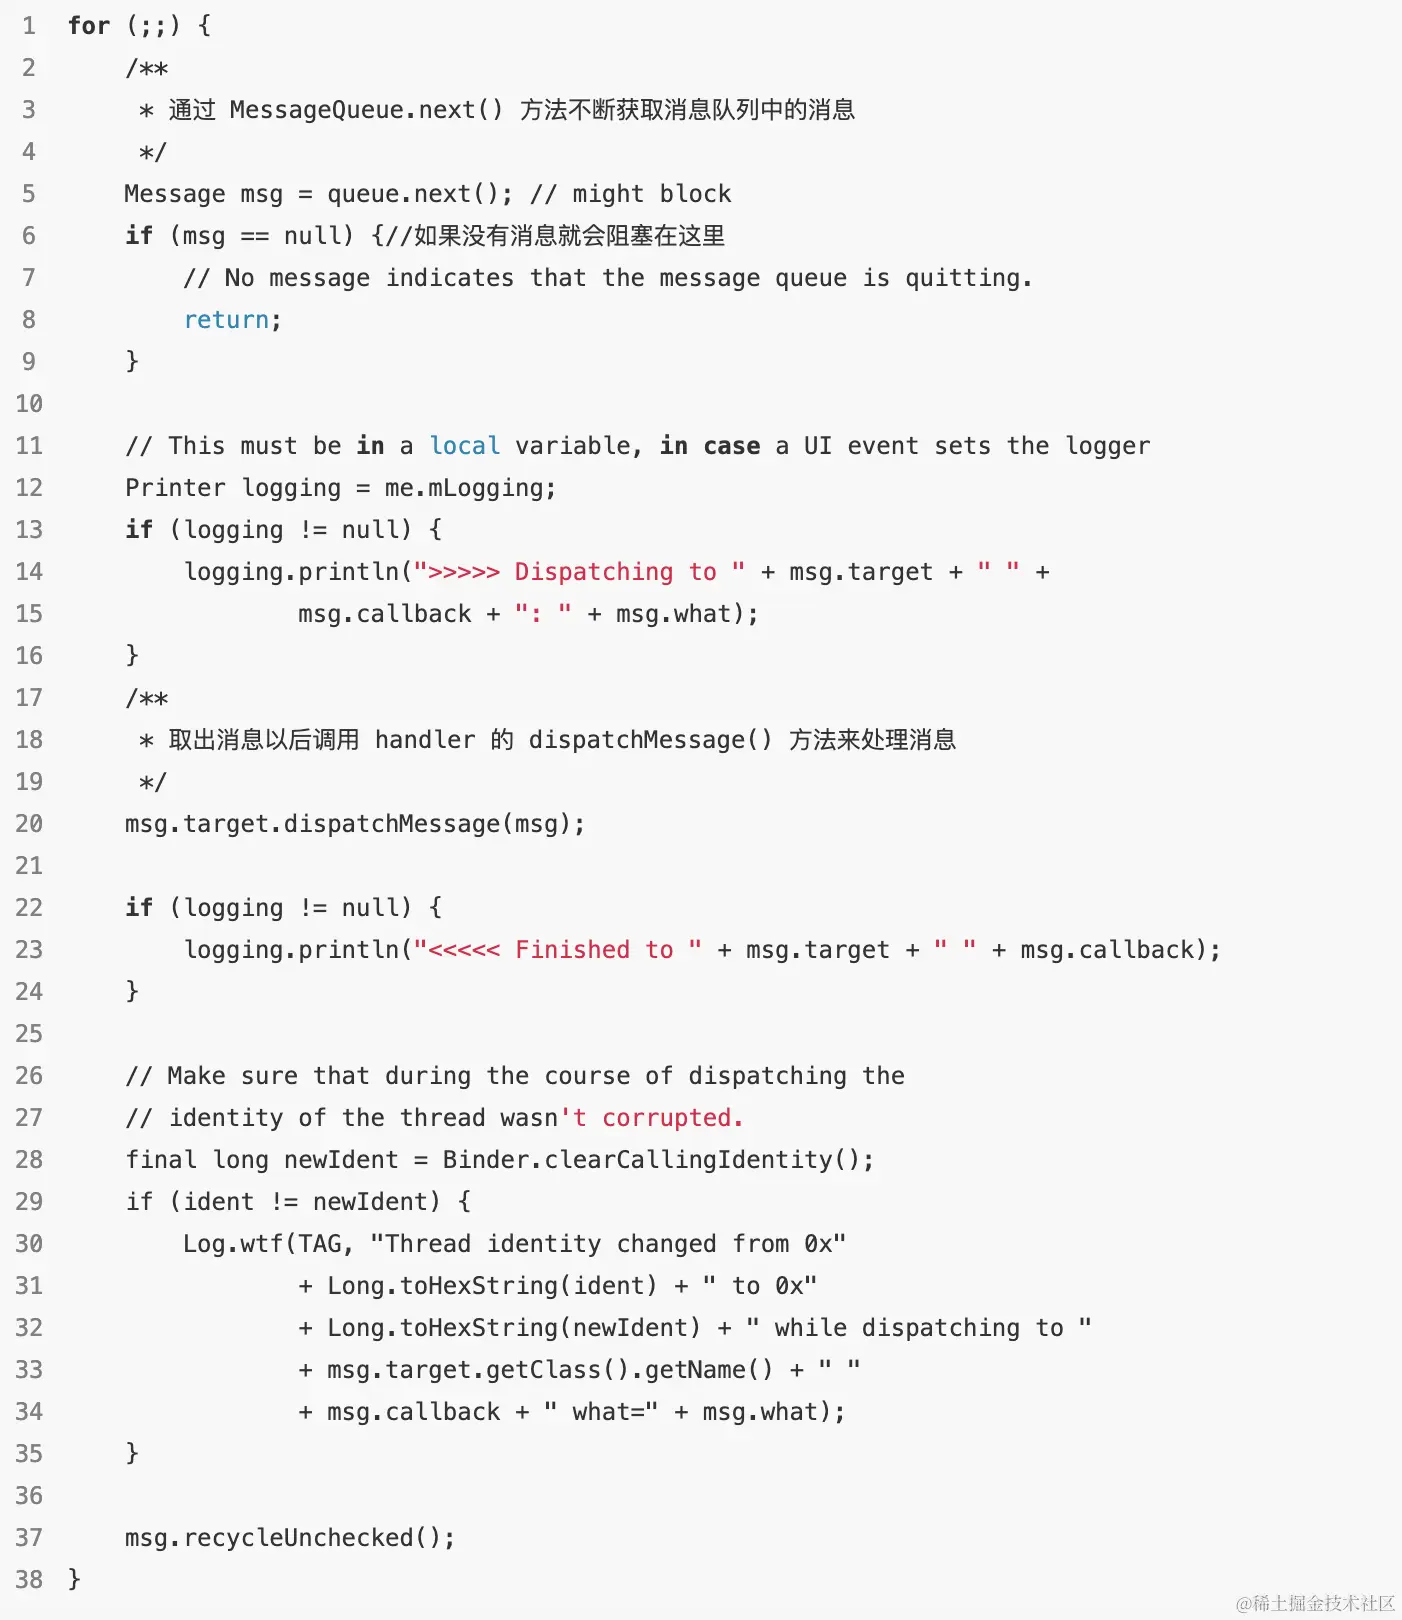 1 for (;;) {
2 /**
3 * 通过 MessageQueue.next() 方法不断获取消息队列中的消息
4 */
5 Message msg = queue.next(); // might block
6 if (msg == null) {//如果没有消息就会阻塞在这里
7 // No message indicates that the message queue is quitting.
8 return;
9 }
10
11 // This must be in a local variable, in case a UI event sets the logger
12 Printer logging = me.mLogging;
13 if (logging != null) {
14 logging.println(">>>>> Dispatching to " + msg.target + " " +
15 msg.callback + ": " + msg.what);
16 }
17 /**
18 * 取出消息以后调用 handler 的 dispatchMessage() 方法来处理消息
19 */
20 msg.target.dispatchMessage(msg);
21
22 if (logging != null) {
23 logging.println("<<<<< Finished to " + msg.target + " " + msg.callback);
24 }
25
26 // Make sure that during the course of dispatching the
27 // identity of the thread wasn't corrupted.
28 final long newIdent = Binder.clearCallingIdentity();
29 if (ident != newIdent) {
30 Log.wtf(TAG, "Thread identity changed from 0x"
31 + Long.toHexString(ident) + " to 0x"
32 + Long.toHexString(newIdent) + " while dispatching to "
33 + msg.target.getClass().getName() + " "
34 + msg.callback + " what=" + msg.what);
35 }
36
37 msg.recycleUnchecked();
38 }
@稀土掘金技术社区